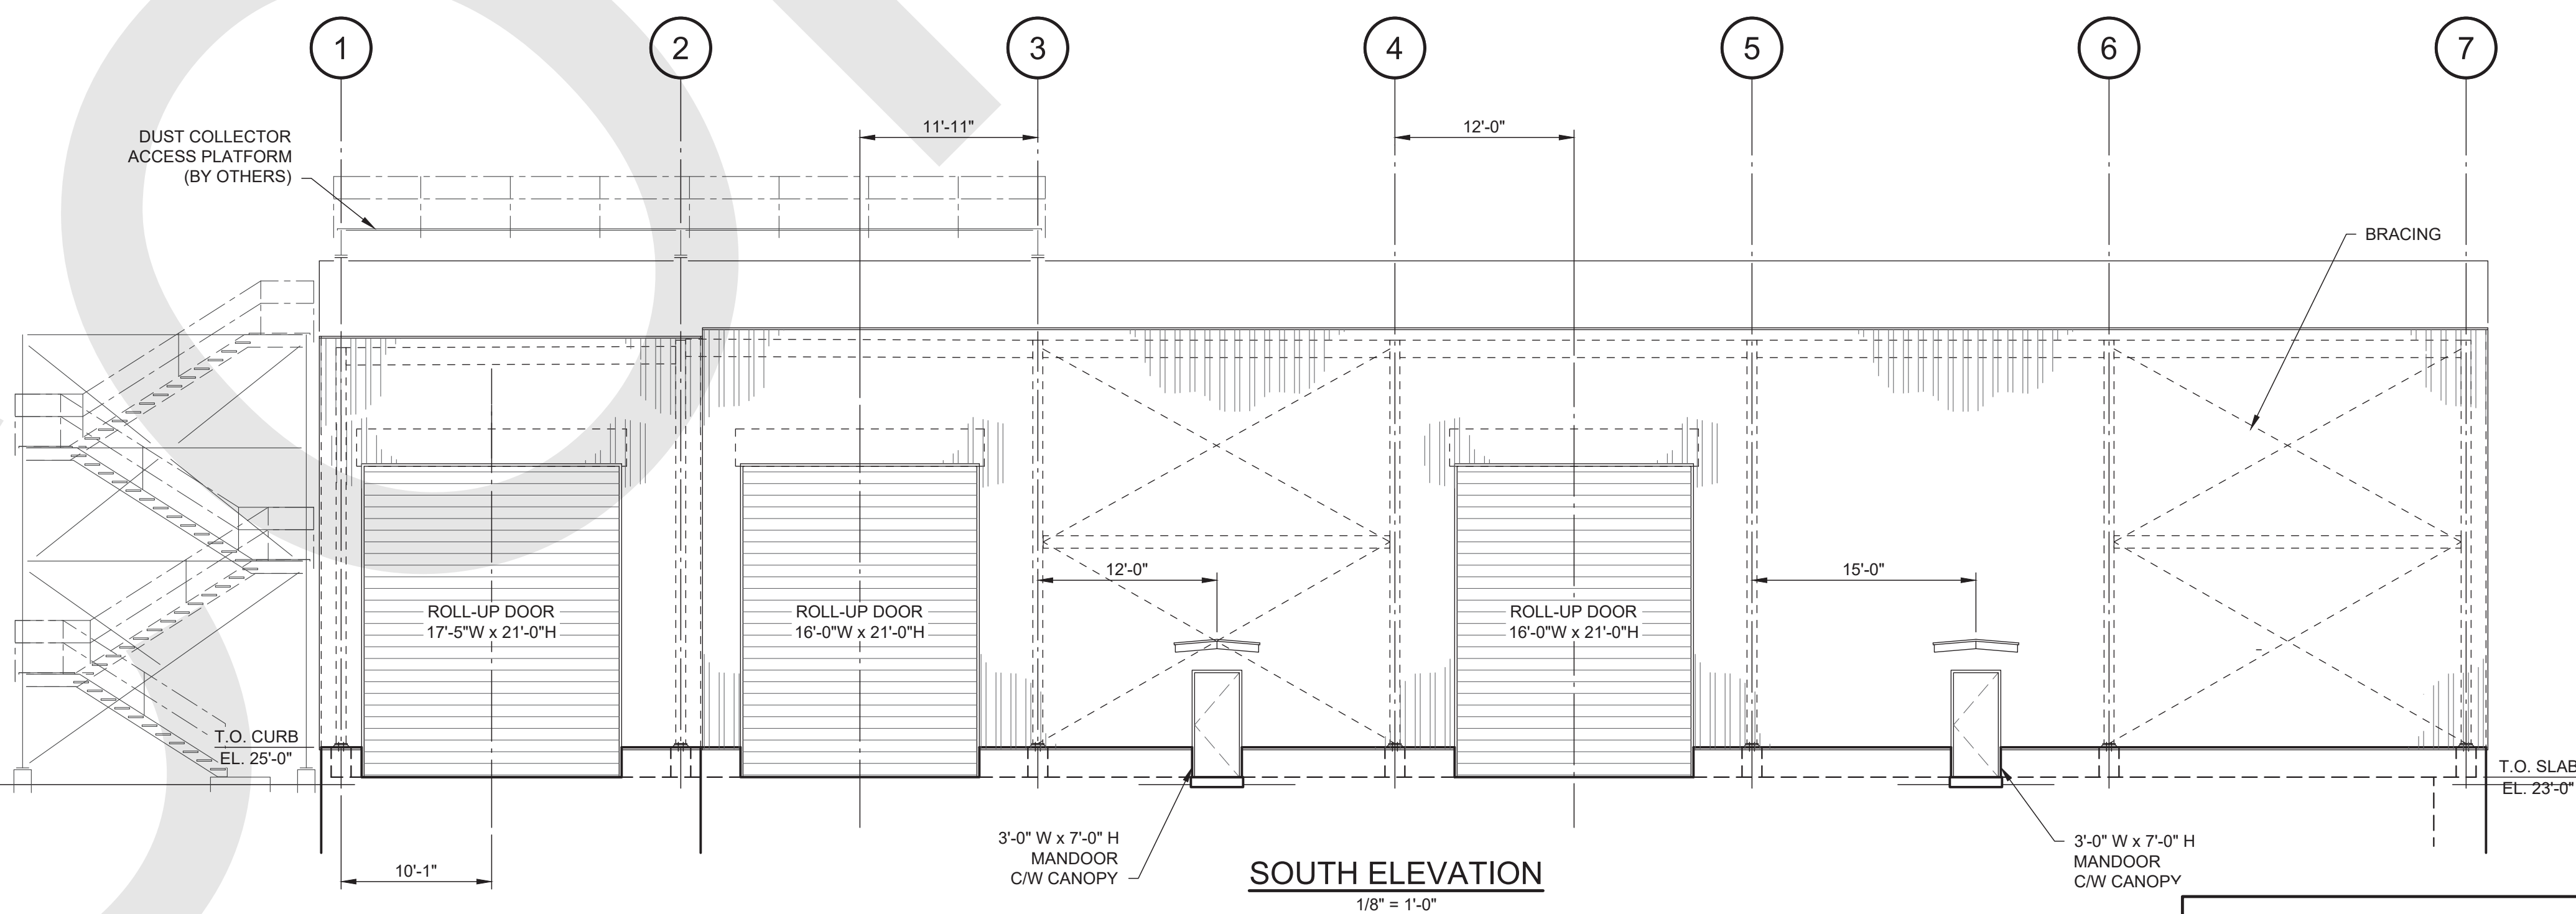 1
2
3
4
5
6
7
DUST COLLECTOR
ACCESS PLATFORM
(BY OTHERS)
11'-11"
12'-0"
BRACING
12'-0"
15'-0"
ROLL-UP DOOR
17'-5"W x 21'-0"H
ROLL-UP DOOR
16'-0"W x 21'-0"H
ROLL-UP DOOR
16'-0"W x 21'-0"H
T.O. CURB
EL. 25'-0"
T.O. SLAB
EL. 23'-0"
10'-1"
3'-0" W x 7'-0" H
MANDOOR
C/W CANOPY
3'-0" W x 7'-0" H
MANDOOR
C/W CANOPY
SOUTH ELEVATION
1/8" = 1'-0"